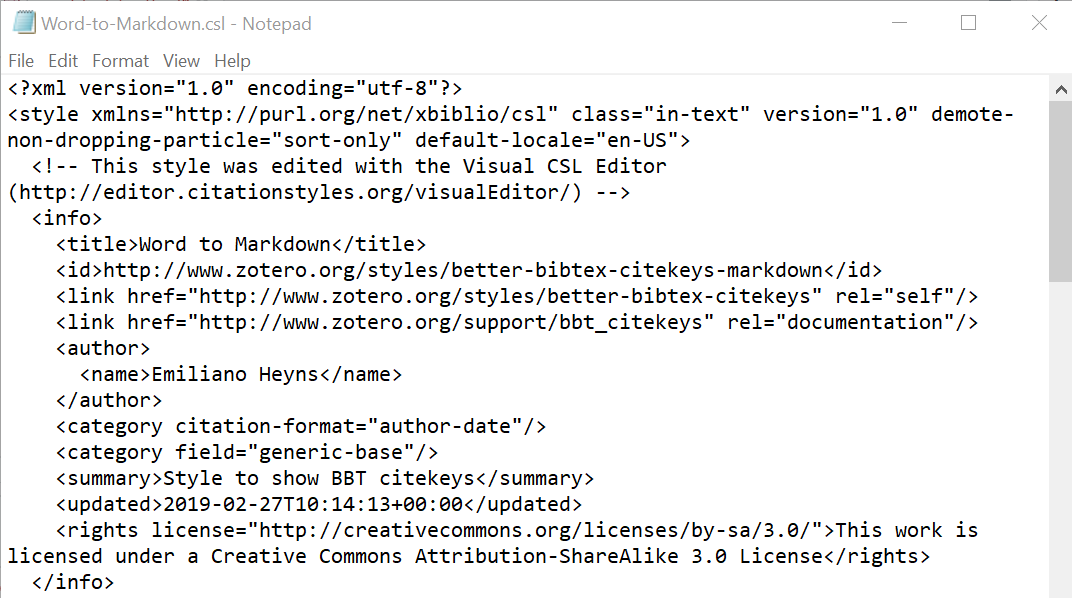 Word-to-Markdown.csl - Notepad
File Edit Format View Help
<?xml version="1.0" encoding="utf-8"?>
<style xmlns="http://purl.org/net/xbiblio/csl" class="in-text" version="1.0" demote-
non-dropping-particle="sort-only" default-locale="en-US">
  <!-- This style was edited with the Visual CSL Editor
(http://editor.citationstyles.org/visualEditor/) -->
  <info>
    <title>Word to Markdown</title>
    <id>http://www.zotero.org/styles/better-bibtex-citekeys-markdown</id>
    <link href="http://www.zotero.org/styles/better-bibtex-citekeys" rel="self"/>
    <link href="http://www.zotero.org/support/bbt_citekeys" rel="documentation"/>
    <author>
      <name>Emiliano Heyns</name>
    </author>
    <category citation-format="author-date"/>
    <category field="generic-base"/>
    <summary>Style to show BBT citekeys</summary>
    <updated>2019-02-27T10:14:13+00:00</updated>
    <rights license="http://creativecommons.org/licenses/by-sa/3.0/">This work is
licensed under a Creative Commons Attribution-ShareAlike 3.0 License</rights>
  </info>